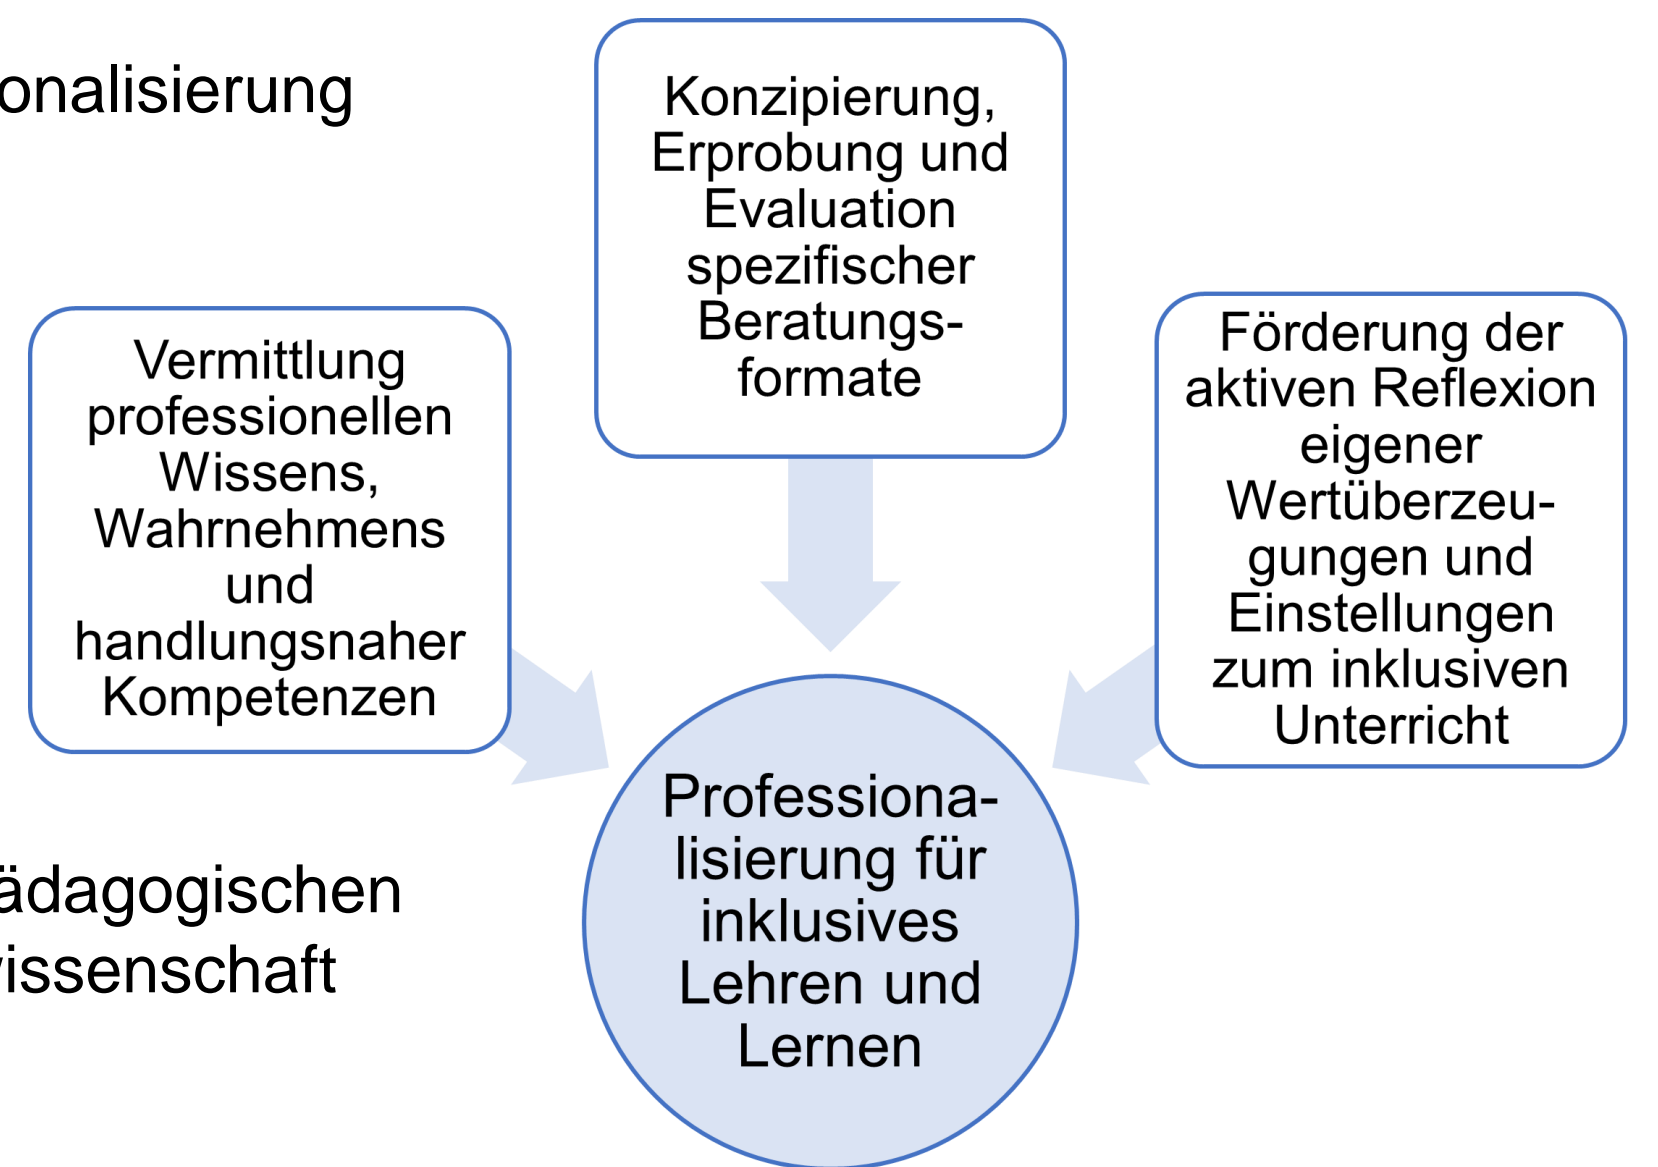 onalisierung
Konzipierung,
Erprobung und
Evaluation
spezifischer
Beratungs-
formate
Vermittlung
professionellen
Wissens,
Wahrnehmens
und
handlungsnaher
Kompetenzen
Förderung der
aktiven Reflexion
eigener
Wertüberzeu-
gungen und
Einstellungen
zum inklusiven
Unterricht
ädagogischen
wissenschaft
Professiona-
lisierung für
inklusives
Lehren und
Lernen